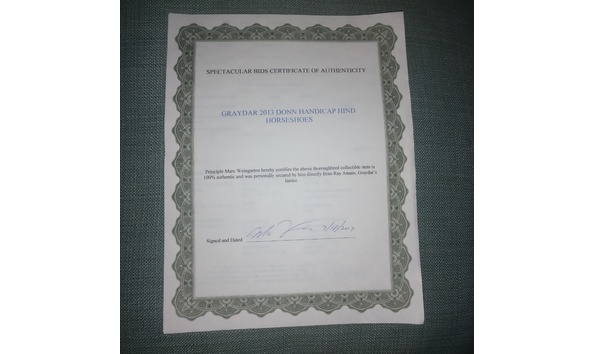 SPECTACULAR BIDS CERTIFICATE OF AUTHENTICITY
GRAYDAR 2013 DONN HANDICAP HIND
HORSESHOES
Principle Marc Weingarten hereby certifies the above thoroughbred collectible item is
100% authentic and was personally secured by him directly from Ray Amato, Graydar's
farrier.
Signed and Dated